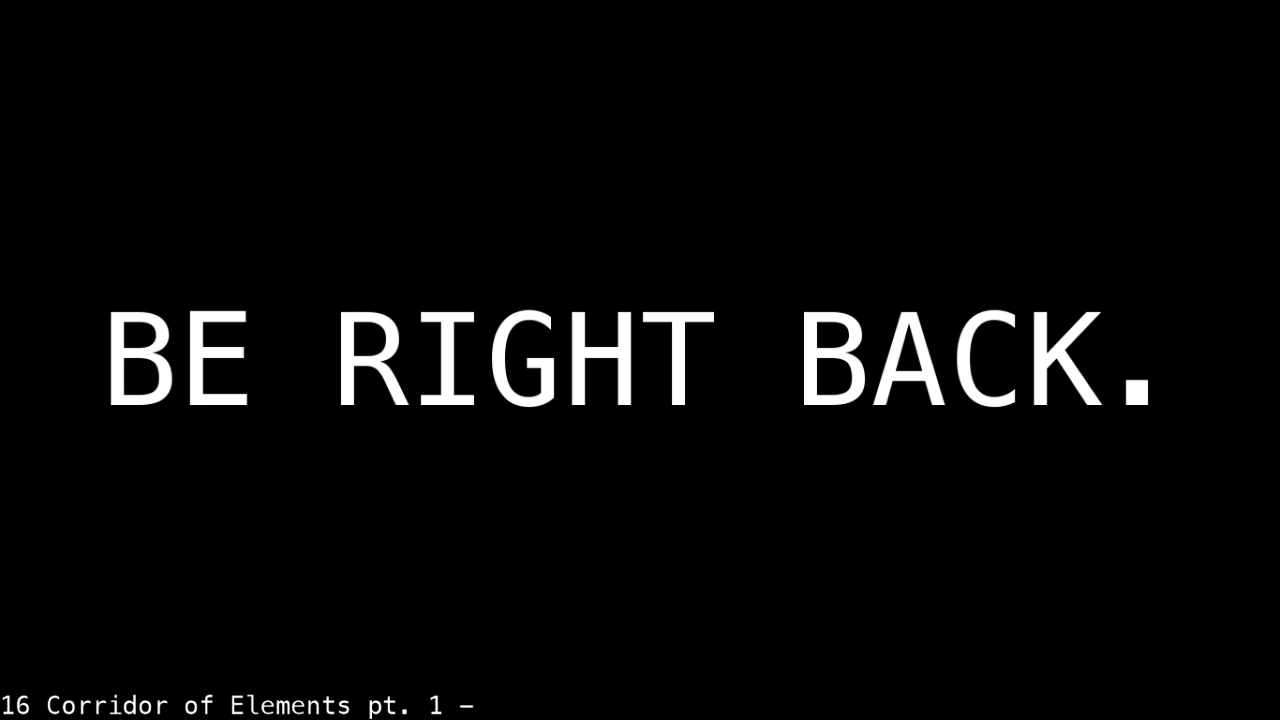 BE RIGHT BACK.
16 Corridor of Elements pt. 1 –